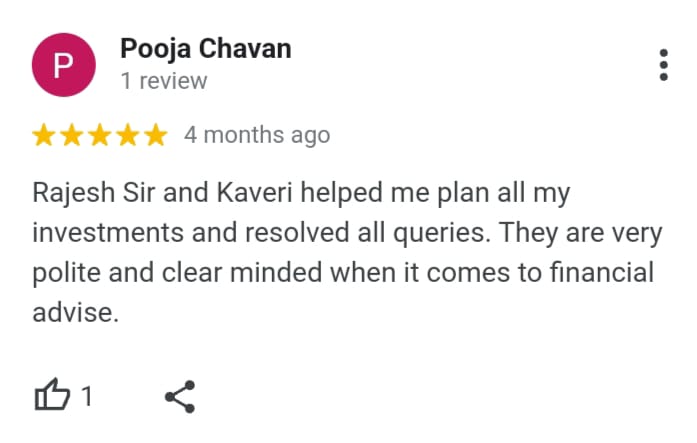 P
Pooja Chavan
1 review
4 months ago
Rajesh Sir and Kaveri helped me plan all my
investments and resolved all queries. They are very
polite and clear minded when it comes to financial
advise.
1